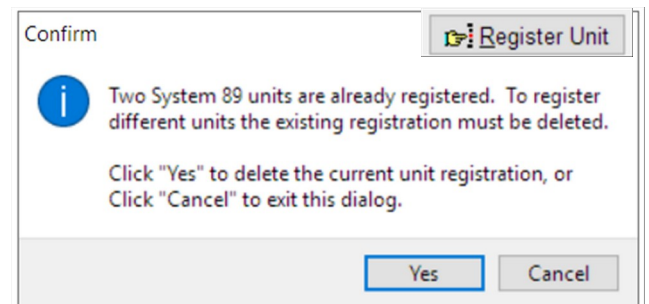 Confirm
Register Unit
Two System 89 units are already registered.  To register
different units the existing registration must be deleted.
Click "Yes" to delete the current unit registration, or
Click "Cancel" to exit this dialog.
Yes
Cancel